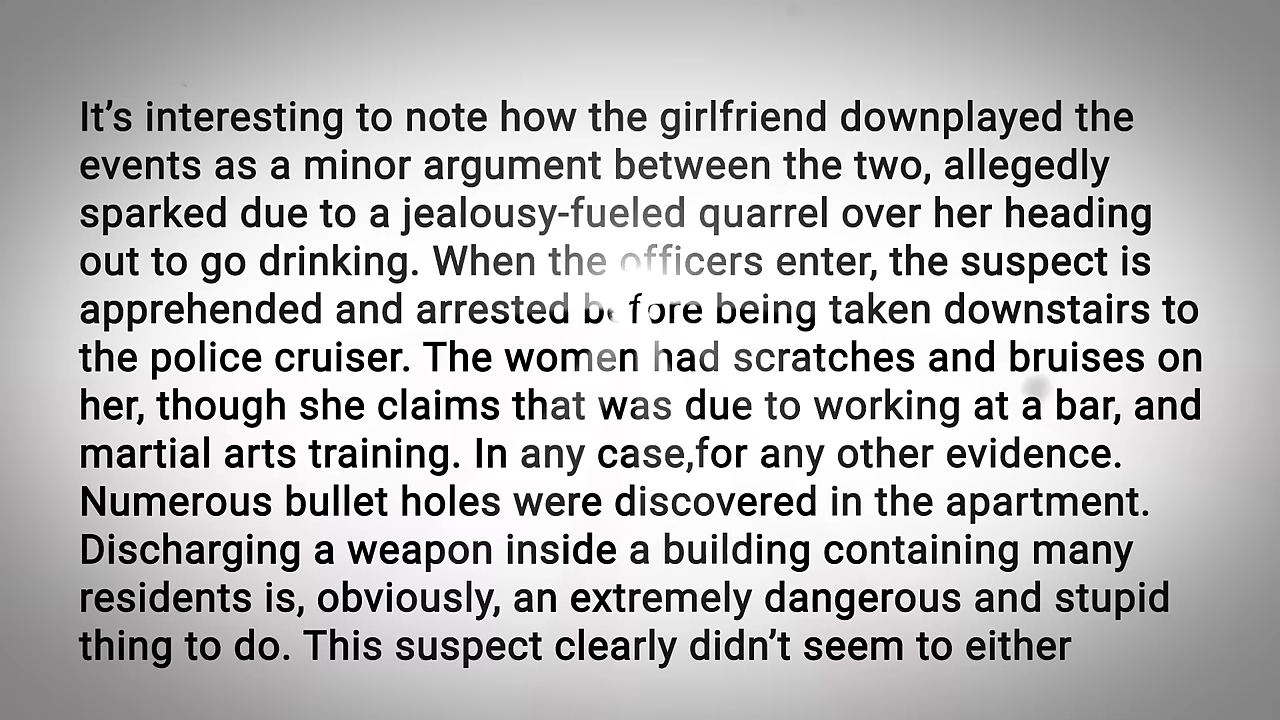 It’s interesting to note how the girlfriend downplayed the
events as a minor argument between the two, allegedly
sparked due to a jealousy-fueled quarrel over her heading
out to go drinking. When the officers enter, the suspect is
apprehended and arrested before being taken downstairs to
the police cruiser. The women had scratches and bruises on
her, though she claims that was due to working at a bar, and
martial arts training. In any case,for any other evidence.
Numerous bullet holes were discovered in the apartment.
Discharging a weapon inside a building containing many
residents is, obviously, an extremely dangerous and stupid
thing to do. This suspect clearly didn’t seem to either